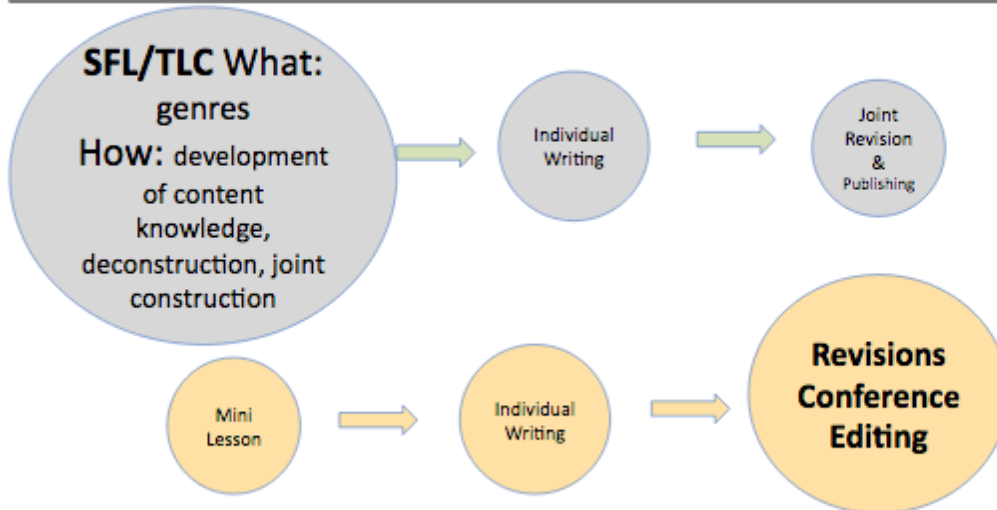 SFL/TLC What:
genres
How: development
of content
knowledge,
deconstruction, joint
construction
Individual
Writing
Joint
Revision
&
Publishing
Mini
Lesson
Individual
Writing
Revisions
Conference
Editing